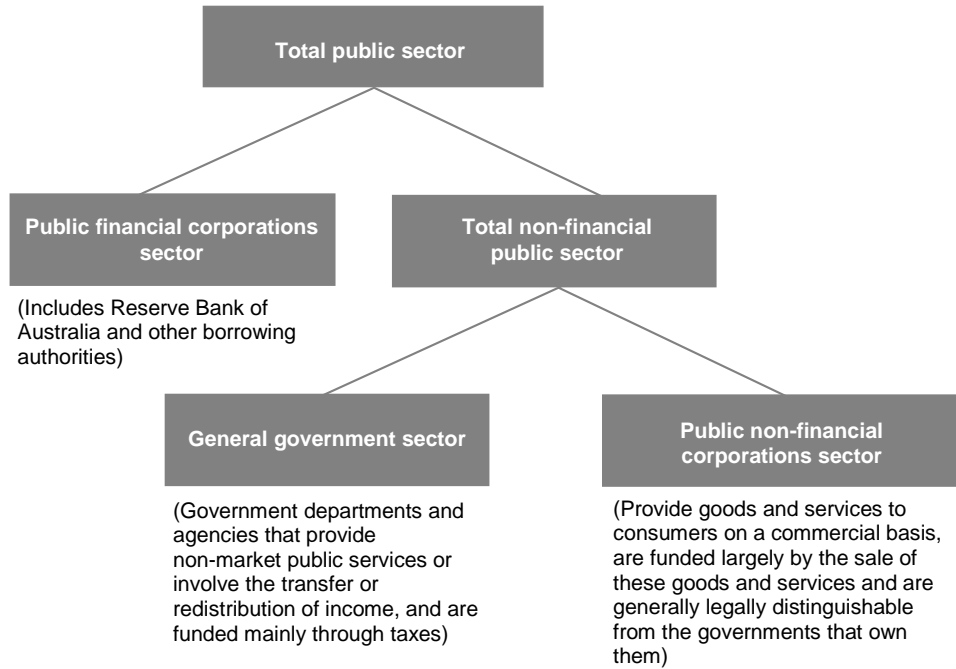 Total public sector
Public financial corporations
sector
Total non-financial
public sector
(Includes Reserve Bank of
Australia and other borrowing
authorities)
General government sector
Public non-financial
corporations sector
(Government departments and
agencies that provide
non-market public services or
involve the transfer or
redistribution of income, and are
funded mainly through taxes)
(Provide goods and services to
consumers on a commercial basis,
are funded largely by the sale of
these goods and services and are
generally legally distinguishable
from the governments that own
them)